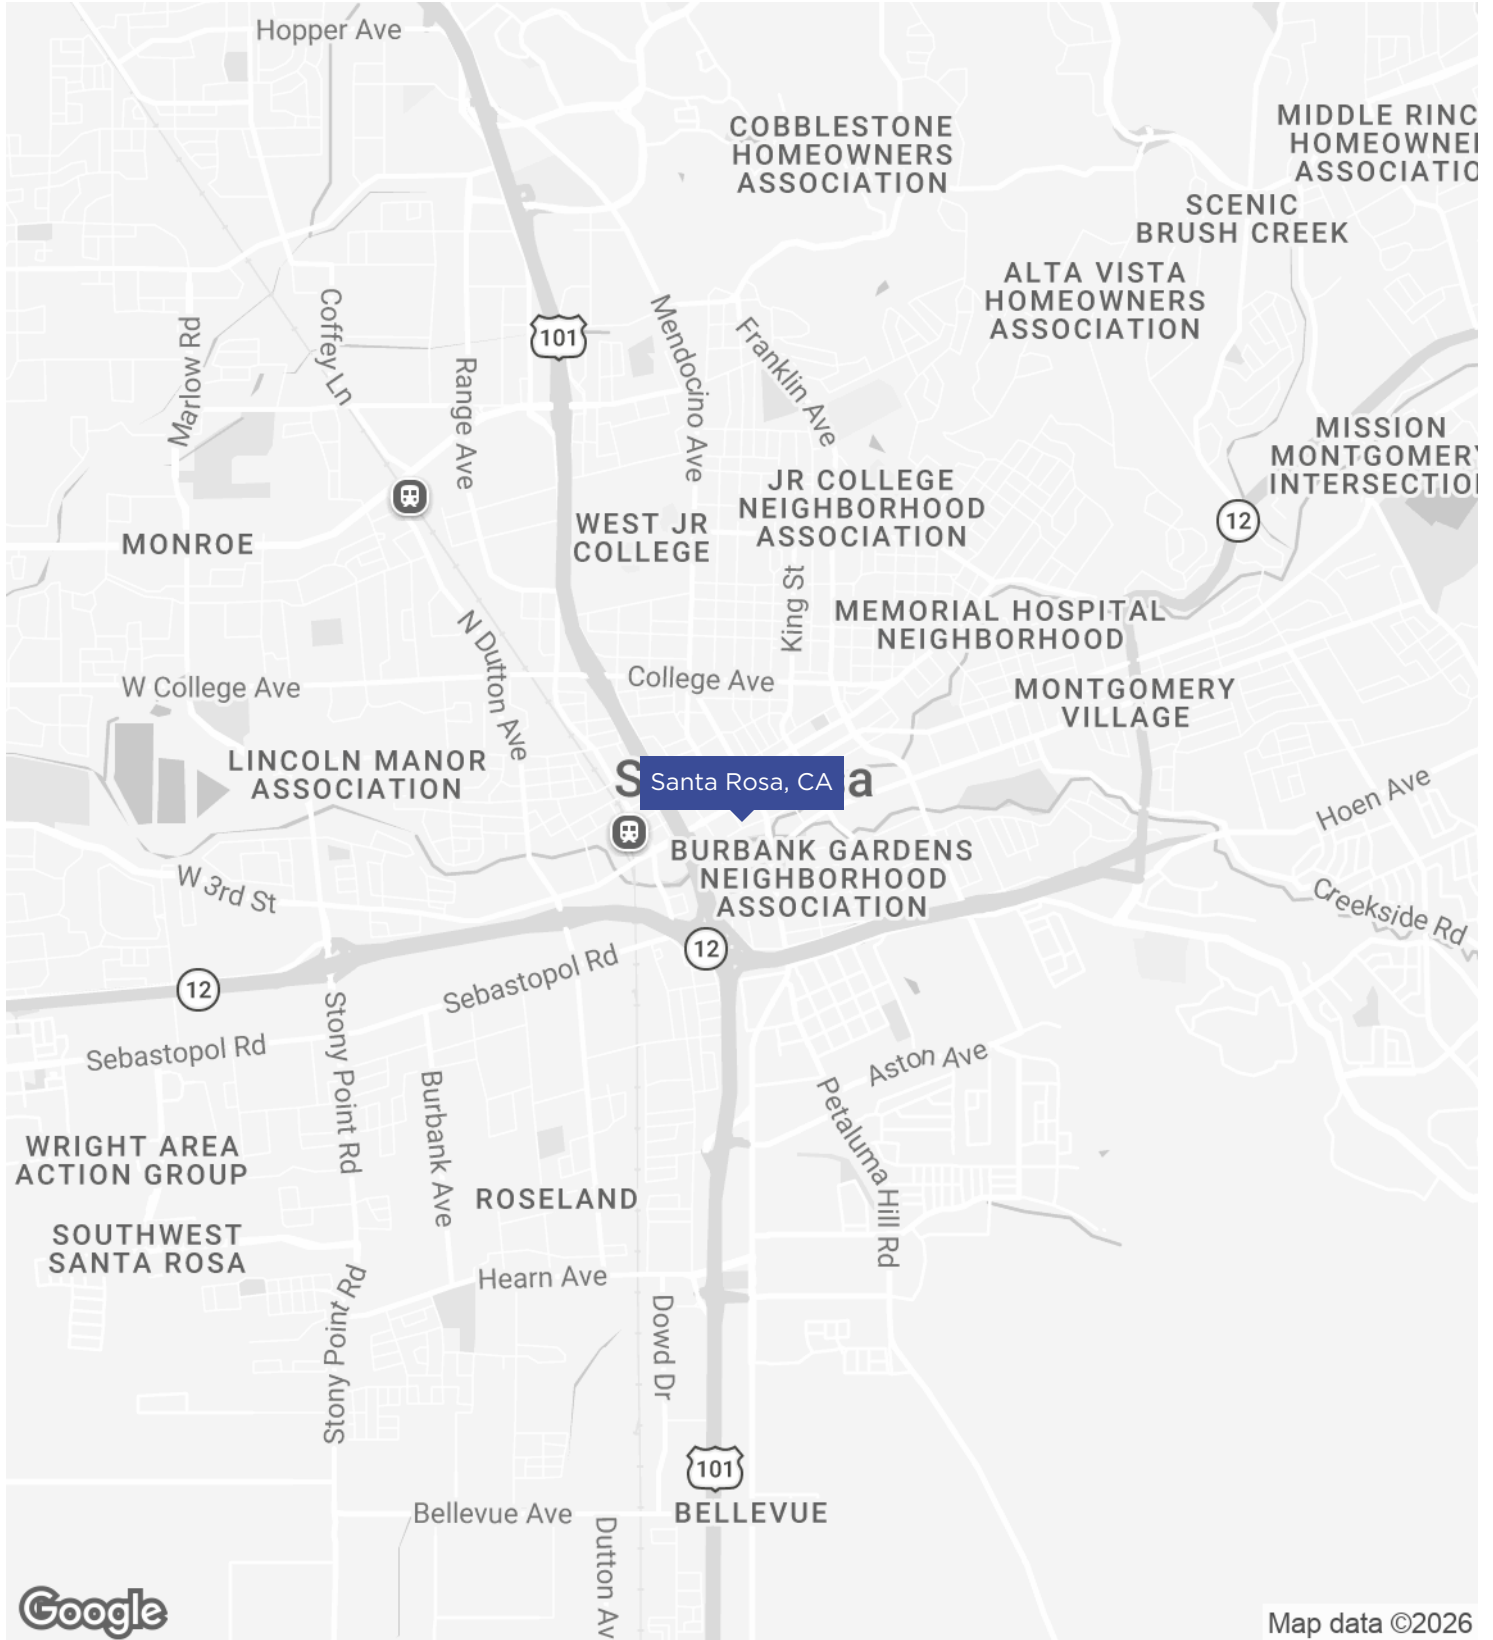 Hopper Ave
COBBLESTONE
HOMEOWNERS
ASSOCIATION
MIDDLE RINC
HOMEOWNE
ASSOCIATIO
SCENIC
BRUSH CREEK
ALTA VISTA
HOMEOWNERS
ASSOCIATION
Marlow Rd
Coffey Ln
Range Ave
101
Mendocino Ave
Franklin Ave
MISSION
MONTGOMERY
INTERSECTIO
JR COLLEGE
NEIGHBORHOOD
ASSOCIATION
WEST JR
COLLEGE
12
MONROE
King St
MEMORIAL HOSPITAL
NEIGHBORHOOD
N Dutton Ave
W College Ave
College Ave
MONTGOMERY
VILLAGE
LINCOLN MANOR
ASSOCIATION
S
Santa Rosa, CA
a
Hoen Ave
BURBANK GARDENS
NEIGHBORHOOD
ASSOCIATION
W 3rd St
Creekside Rd
12
12
Sebastopol Rd
Sebastopol Rd
Stony Point Rd
Burbank Ave
Aston Ave
Petaluma Hill Rd
WRIGHT AREA
ACTION GROUP
ROSELAND
SOUTHWEST
SANTA ROSA
Hearn Ave
Stony Point Rd
Dowd Dr
101
Bellevue Ave
BELLEVUE
Dutton Av
Google
Map data ©2026